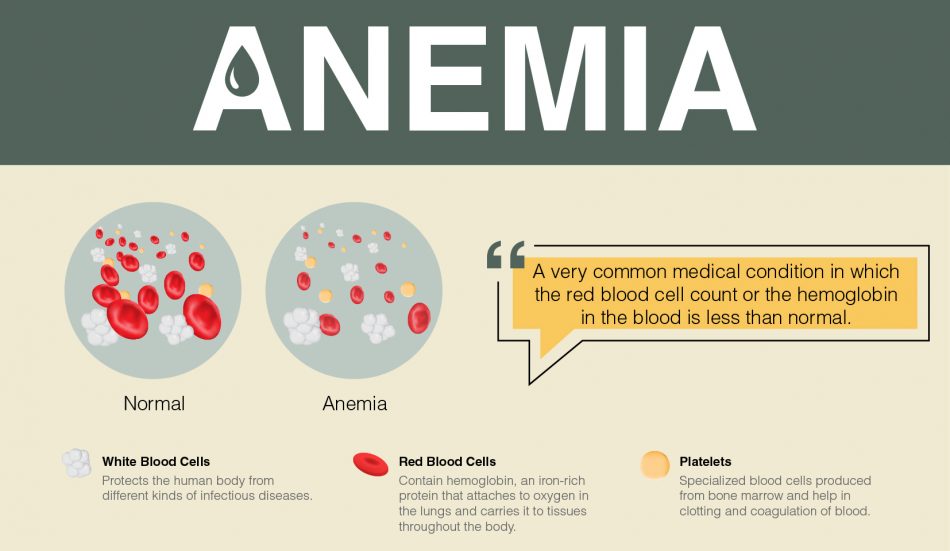 ANEMIA
A very common medical condition in which
the red blood cell count or the hemoglobin
in the blood is less than normal.
Normal
Anemia
White Blood Cells
Protects the human body from
different kinds of infectious diseases.
Red Blood Cells
Contain hemoglobin, an iron-rich
protein that attaches to oxygen in
the lungs and carries it to tissues
throughout the body.
Platelets
Specialized blood cells produced
from bone marrow and help in
clotting and coagulation of blood.